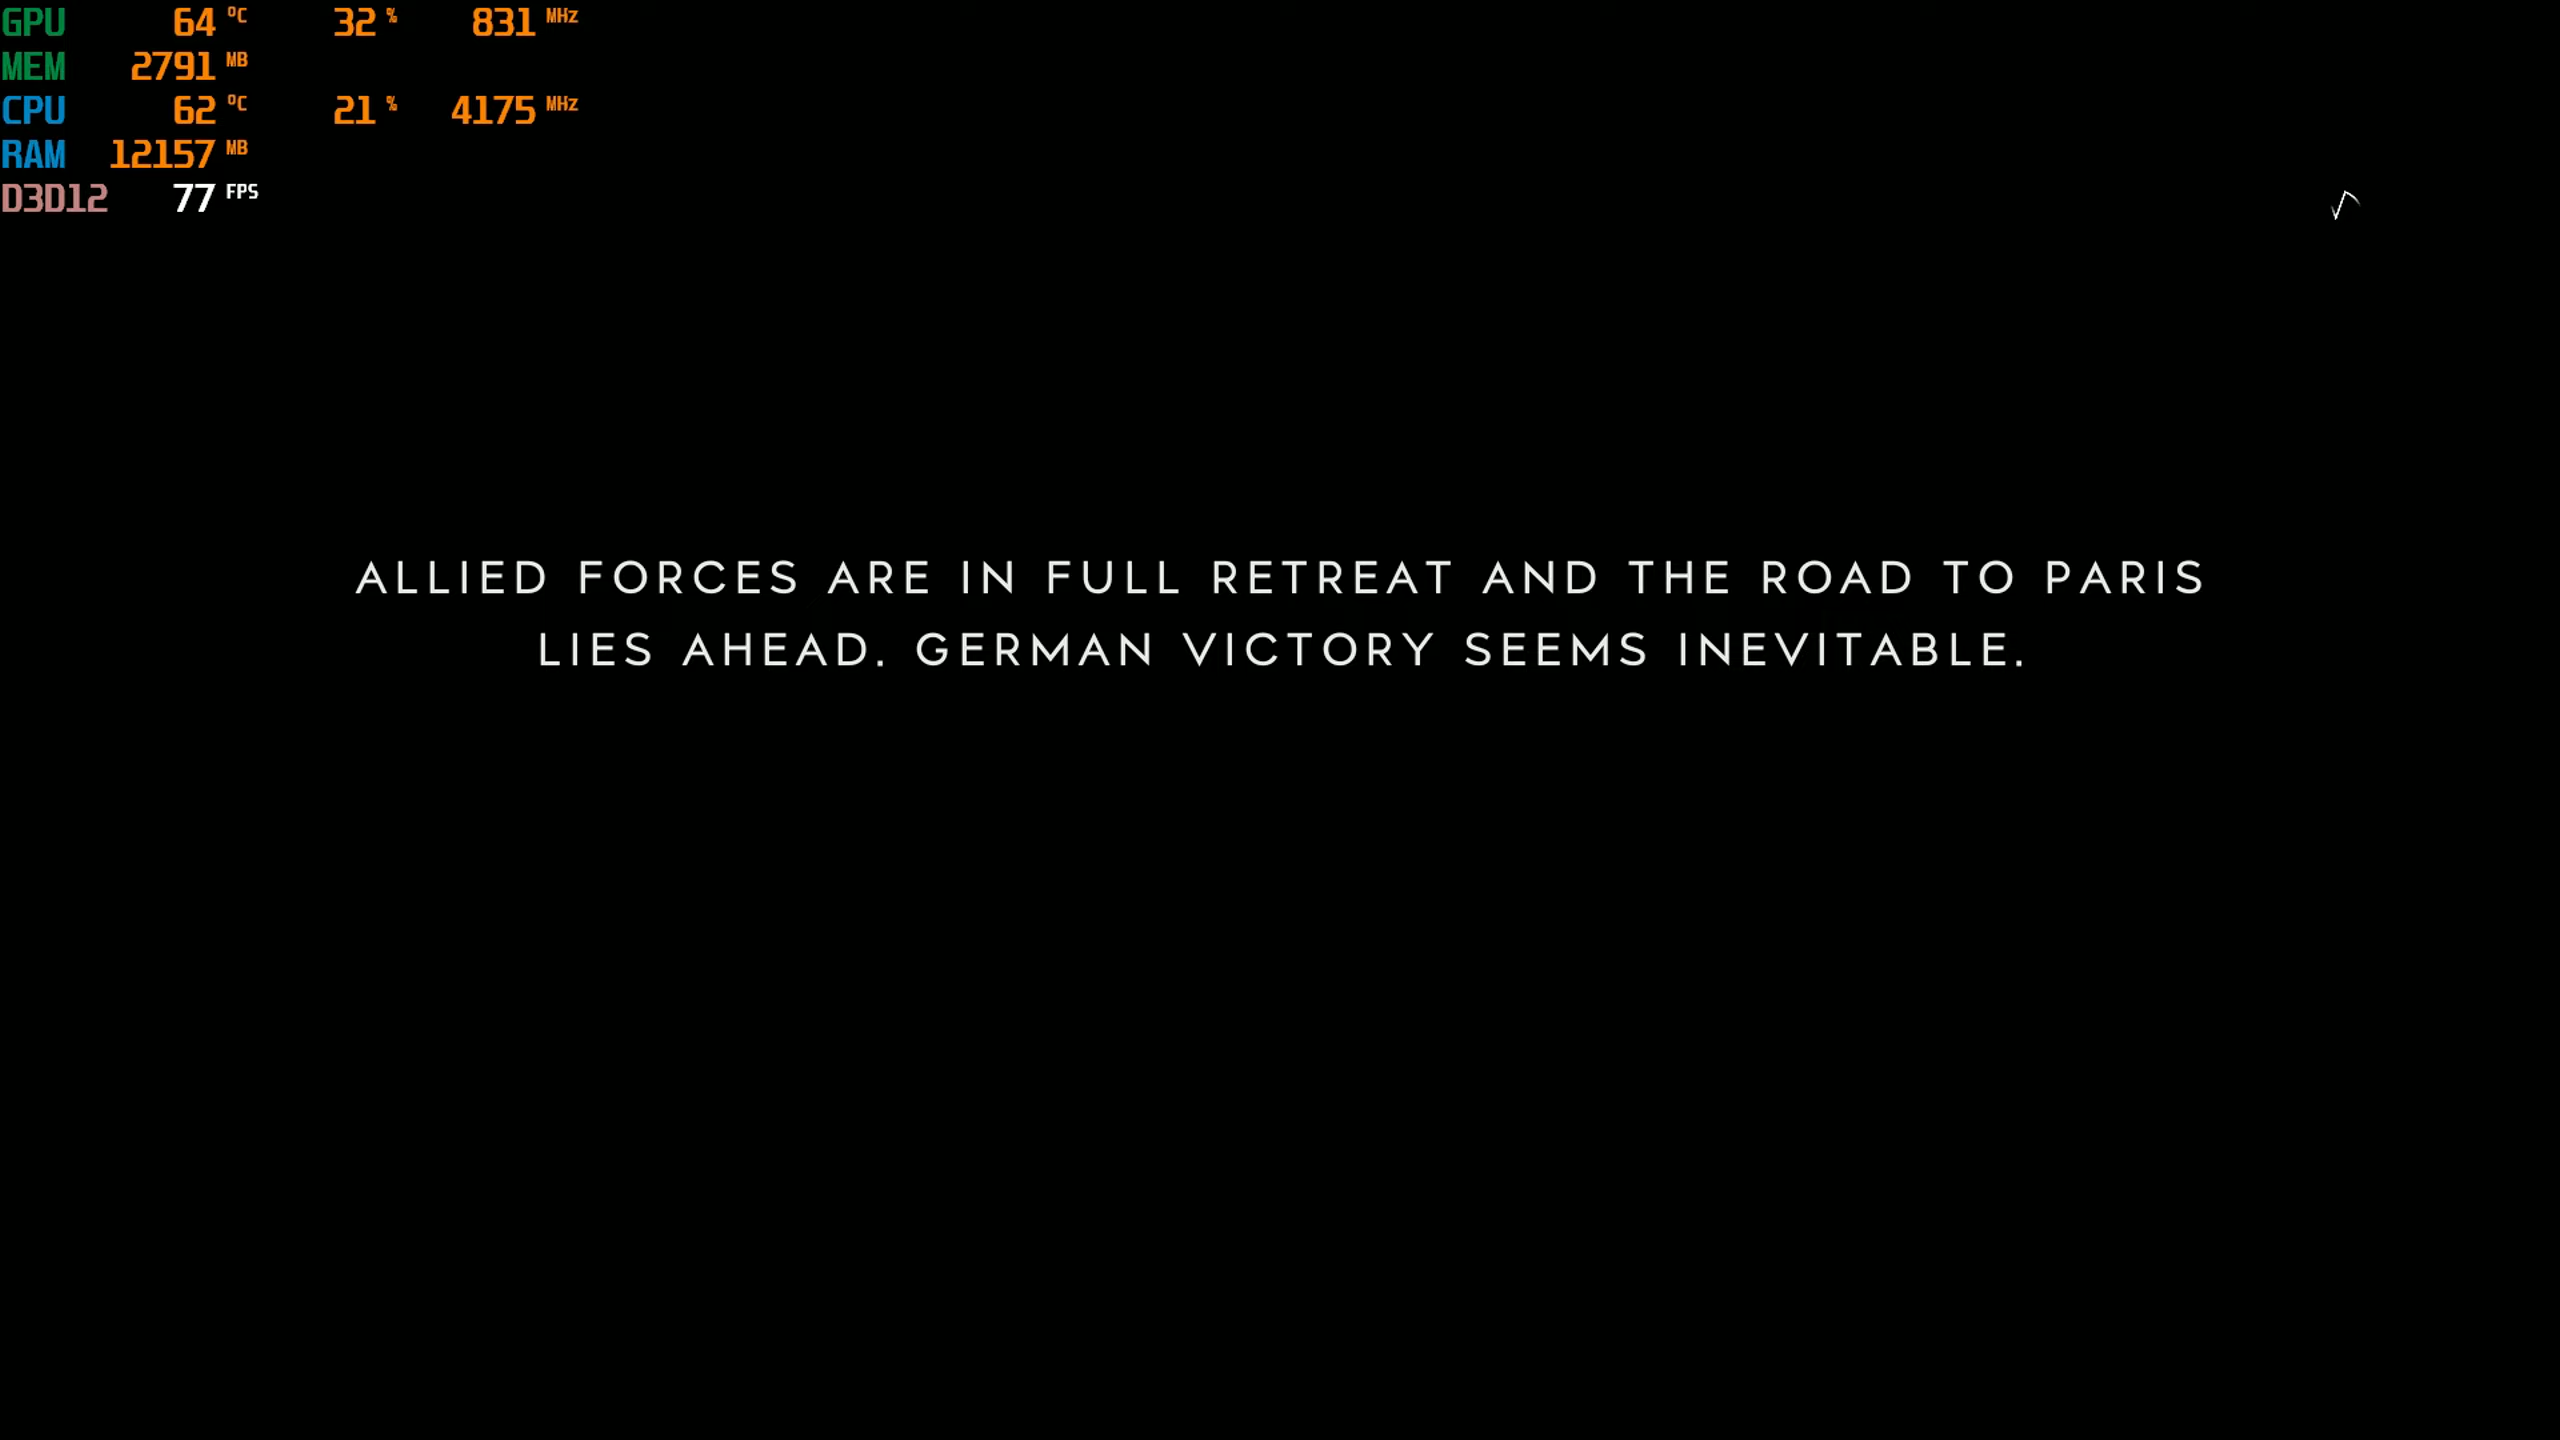 GPU 64 °C 32 % 831 MHz
MEM 2791 MB
CPU 62 °C 21 % 4175 MHz
RAM 12157 MB
D3D12 77 FPS
ALLIED FORCES ARE IN FULL RETREAT AND THE ROAD TO PARIS
LIES AHEAD. GERMAN VICTORY SEEMS INEVITABLE.